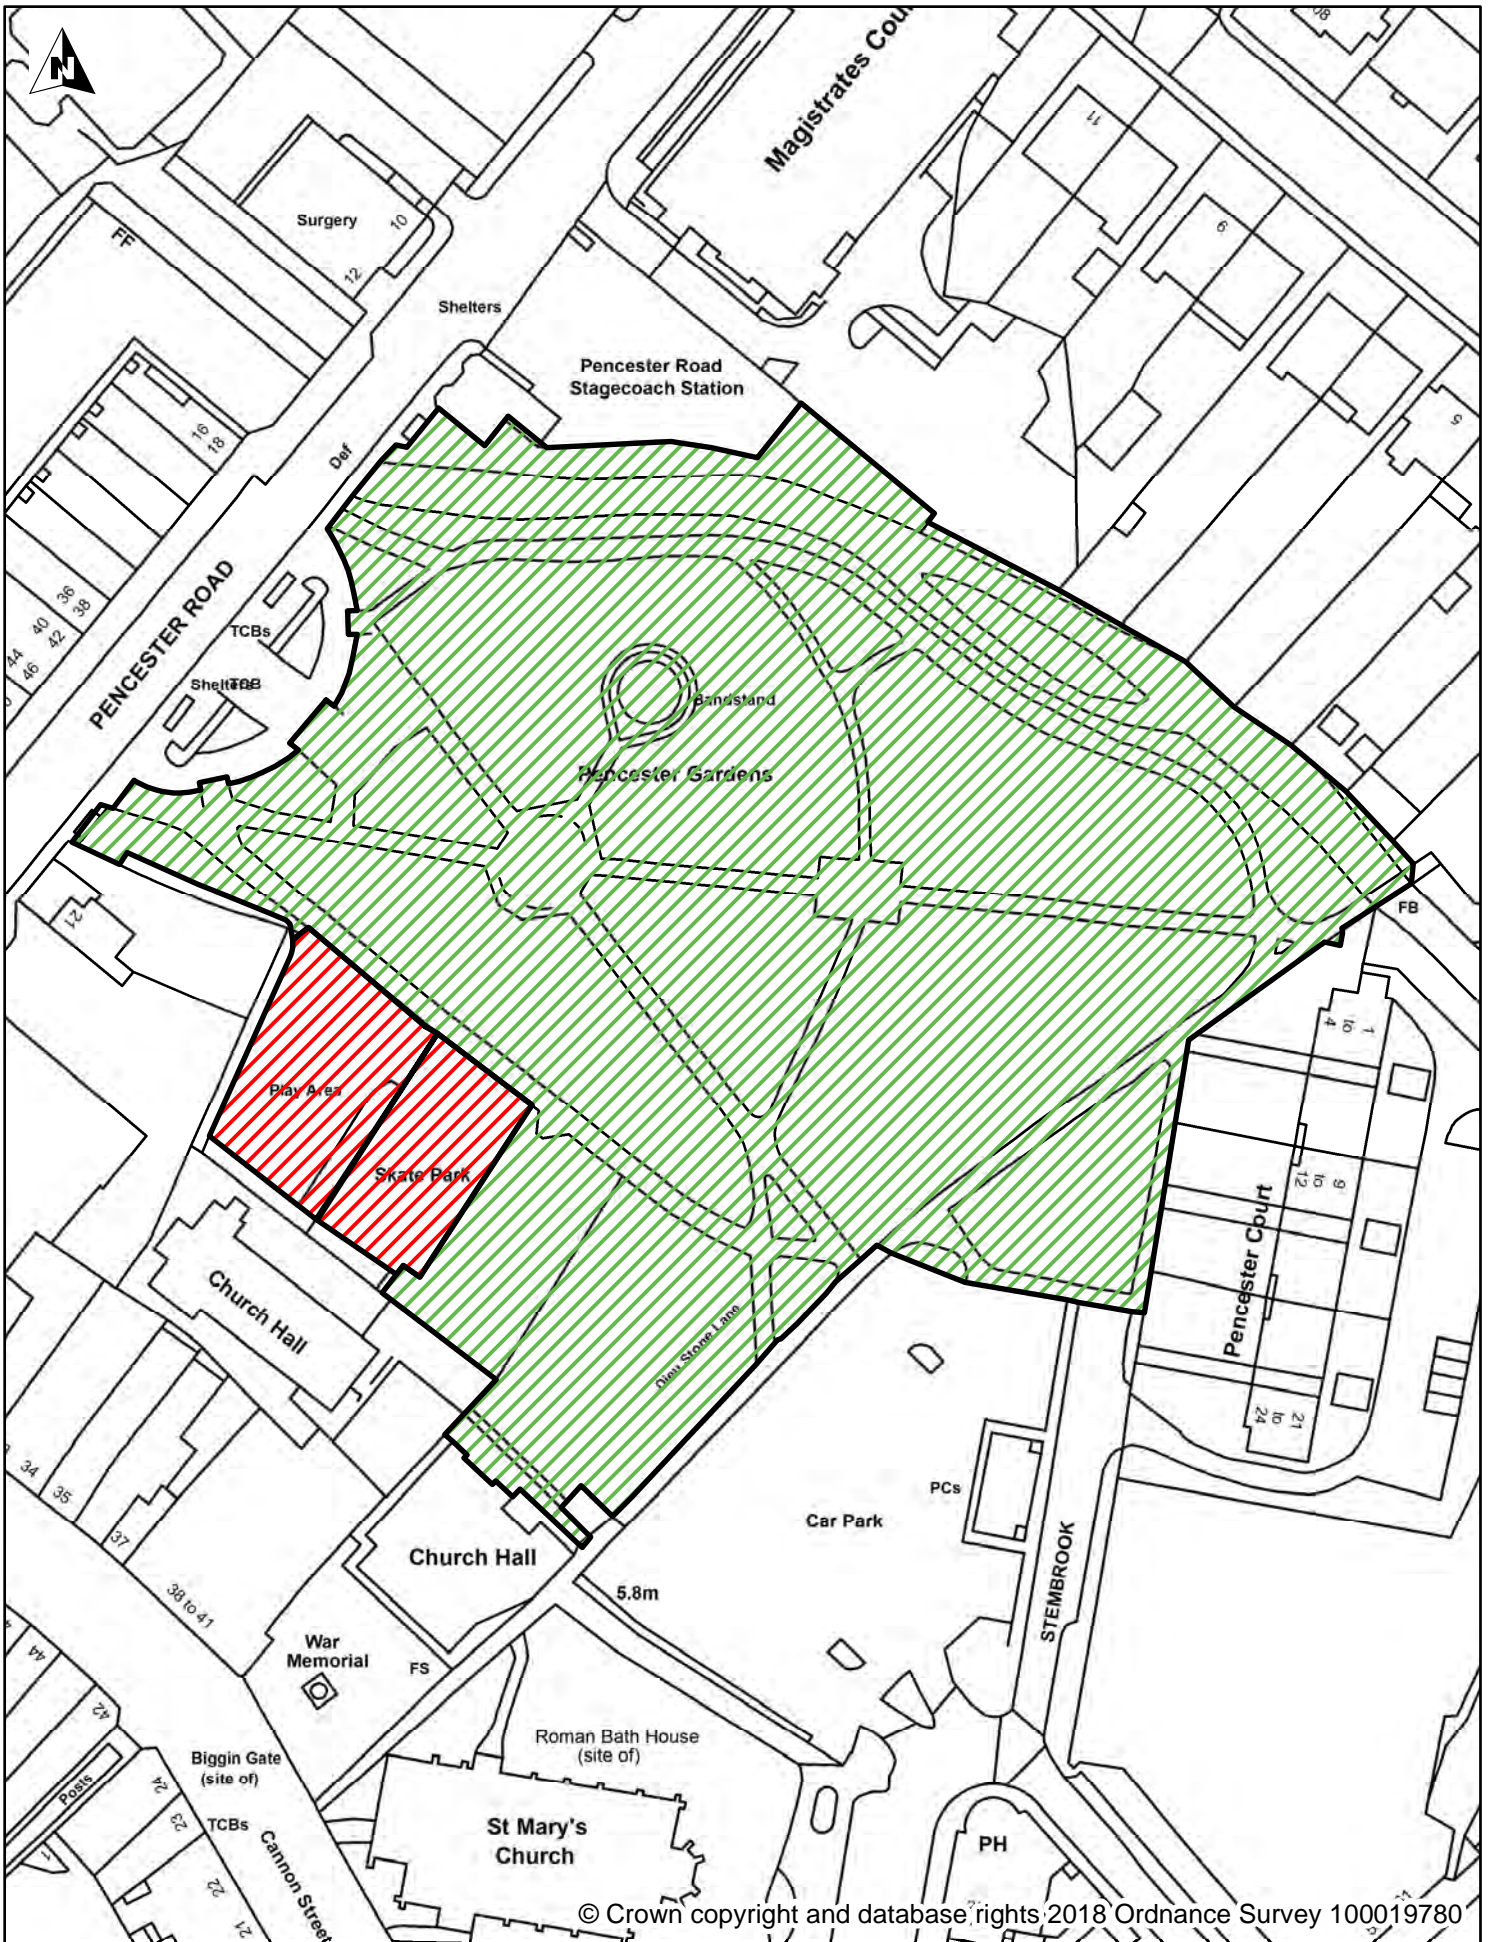 N
08
Magistrates Cou
11
Surgery
10
FF
12
9
Shelters
Pencester Road
Stagecoach Station
5
16
18
Def
PENCESTER ROAD
36
38
40
42
44
46
TCBs
Shelters
TCB
Bandstand
Pencester Gardens
21
FB
1
to
4
Play Area
Skate Park
9
to
12
Pencester Court
Church Hall
Dieu Stone Lane
21
to
24
34
35
37
PCs
Car Park
Church Hall
38 to 41
5.8m
STEMBROOK
War
Memorial
FS
44
42
Roman Bath House
(site of)
Biggin Gate
(site of)
Posts
24
23
TCBs
St Mary's
Church
PH
1
22
21
Cannon Street
© Crown copyright and database rights 2018 Ordnance Survey 100019780